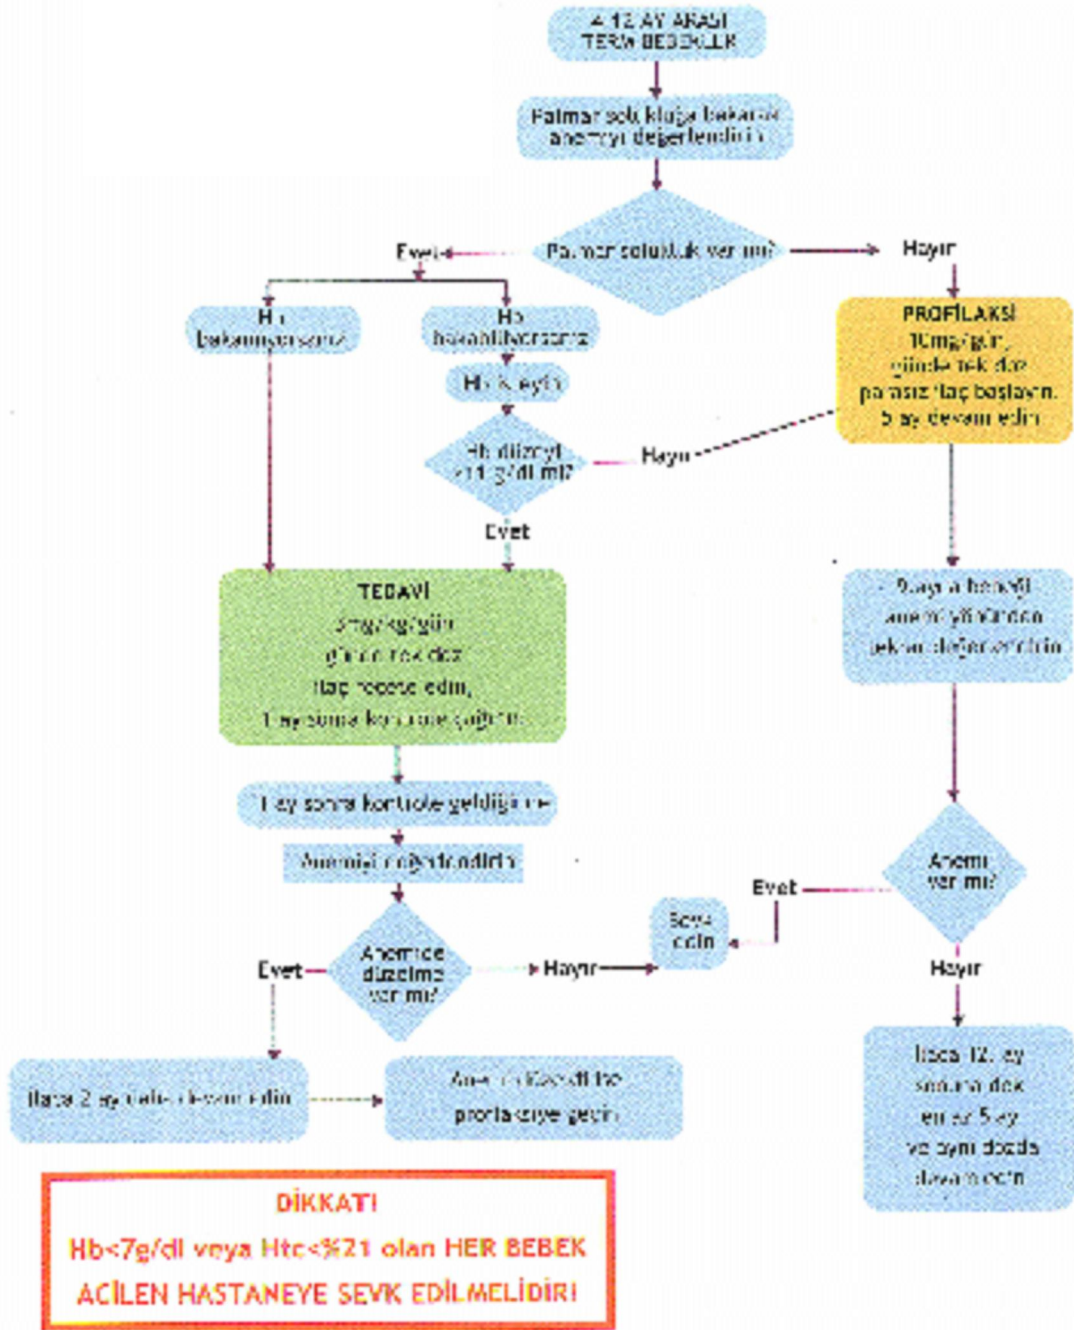 4-12 AY ARASI
TERM BEBEKLER
Palmar solukluğa bakarak
anemiyi değerlendirin
Palmar solukluk var mı?
Evet
Hayır
Hb
bakamıyorsanız
Hb
bakabiliyorsanız
Hb isteyin
Hb düzeyi
<11 g/dl mi?
Hayır
Evet
PROFİLAKSİ
10mg/gün,
günde tek doz
parasız ilaç başlayın.
5 ay devam edin
TEDAVİ
3mg/kg/gün
günde tek doz
ilaç reçete edin,
1 ay sonra kontrole çağırın.
9.ayda bebeği
anemi yönünden
tekrar değerlendirin
1 ay sonra kontrole geldiğinde
Anemiyi değerlendirin
Anemi
var mı?
Evet
Sevk
edin
Anemide
düzelme
var mı?
Evet
Hayır
Hayır
İlaca 2 ay daha devam edin
Anemi düzeldi ise
profilaksiye geçin
İlaca 12. ay
sonuna dek
en az 5 ay
ve aynı dozda
devam edin
DİKKAT!
Hb<7g/dl veya Htc<%21 olan HER BEBEK
ACİLEN HASTANEYE SEVK EDİLMELİDİR!